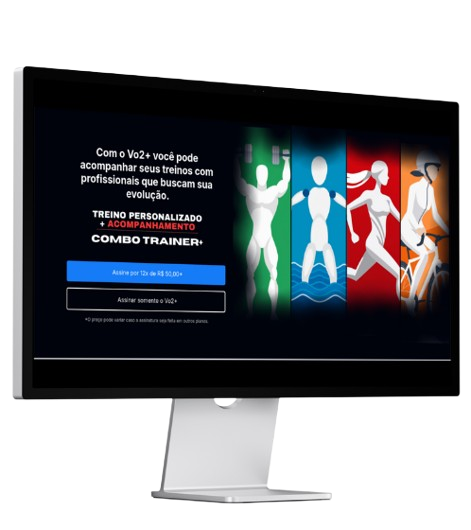 Com o Vo2+ você pode
acompanhar seus treinos com
profissionais que buscam sua
evolução.
TREINO PERSONALIZADO
+ ACOMPANHAMENTO
COMBO TRAINER+
Assine por 12x de R$ 50,00*
Assinar somente o Vo2+
*O preço pode variar caso a assinatura seja feita em outros planos.